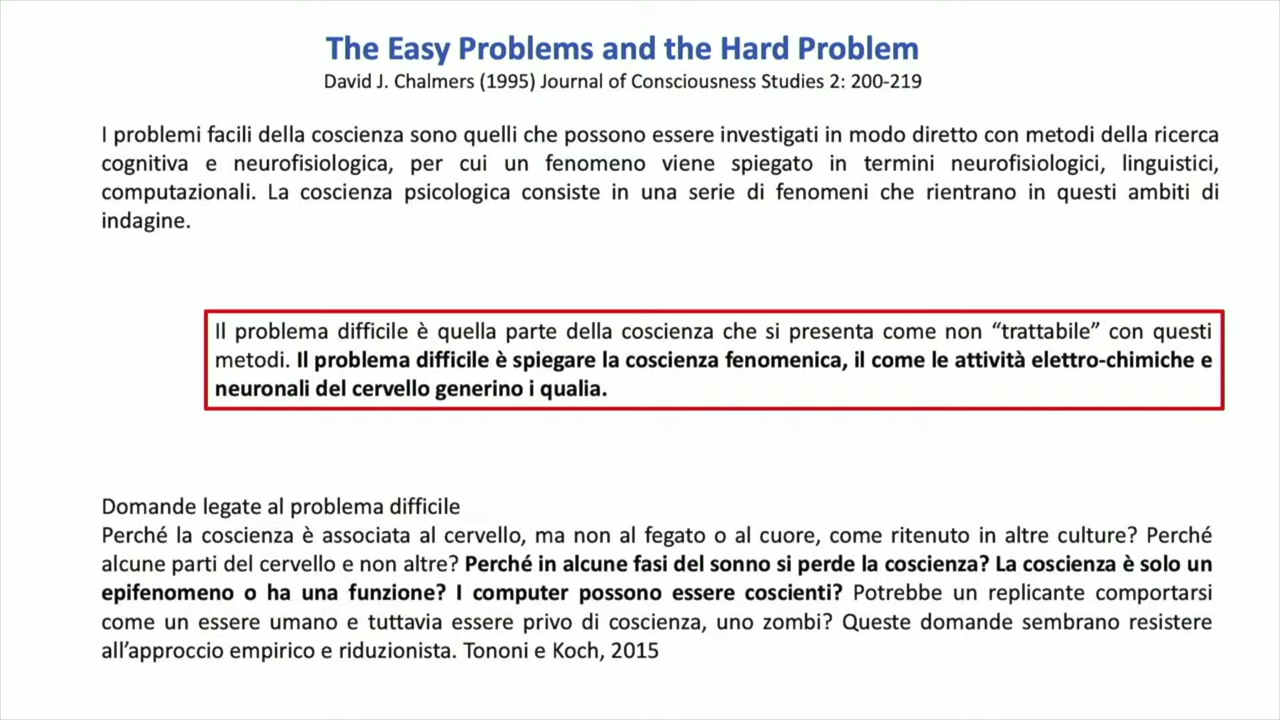 The Easy Problems and the Hard Problem
David J. Chalmers (1995) Journal of Consciousness Studies 2: 200-219
I problemi facili della coscienza sono quelli che possono essere investigati in modo diretto con metodi della ricerca
cognitiva e neurofisiologica, per cui un fenomeno viene spiegato in termini neurofisiologici, linguistici,
computazionali. La coscienza psicologica consiste in una serie di fenomeni che rientrano in questi ambiti di
indagine.
Il problema difficile è quella parte della coscienza che si presenta come non “trattabile” con questi
metodi. Il problema difficile è spiegare la coscienza fenomenica, il come le attività elettro-chimiche e
neuronali del cervello generino i qualia.
Domande legate al problema difficile
Perché la coscienza è associata al cervello, ma non al fegato o al cuore, come ritenuto in altre culture? Perché
alcune parti del cervello e non altre? Perché in alcune fasi del sonno si perde la coscienza? La coscienza è solo un
epifenomeno o ha una funzione? I computer possono essere coscienti? Potrebbe un replicante comportarsi
come un essere umano e tuttavia essere privo di coscienza, uno zombi? Queste domande sembrano resistere
all’approccio empirico e riduzionista. Tononi e Koch, 2015